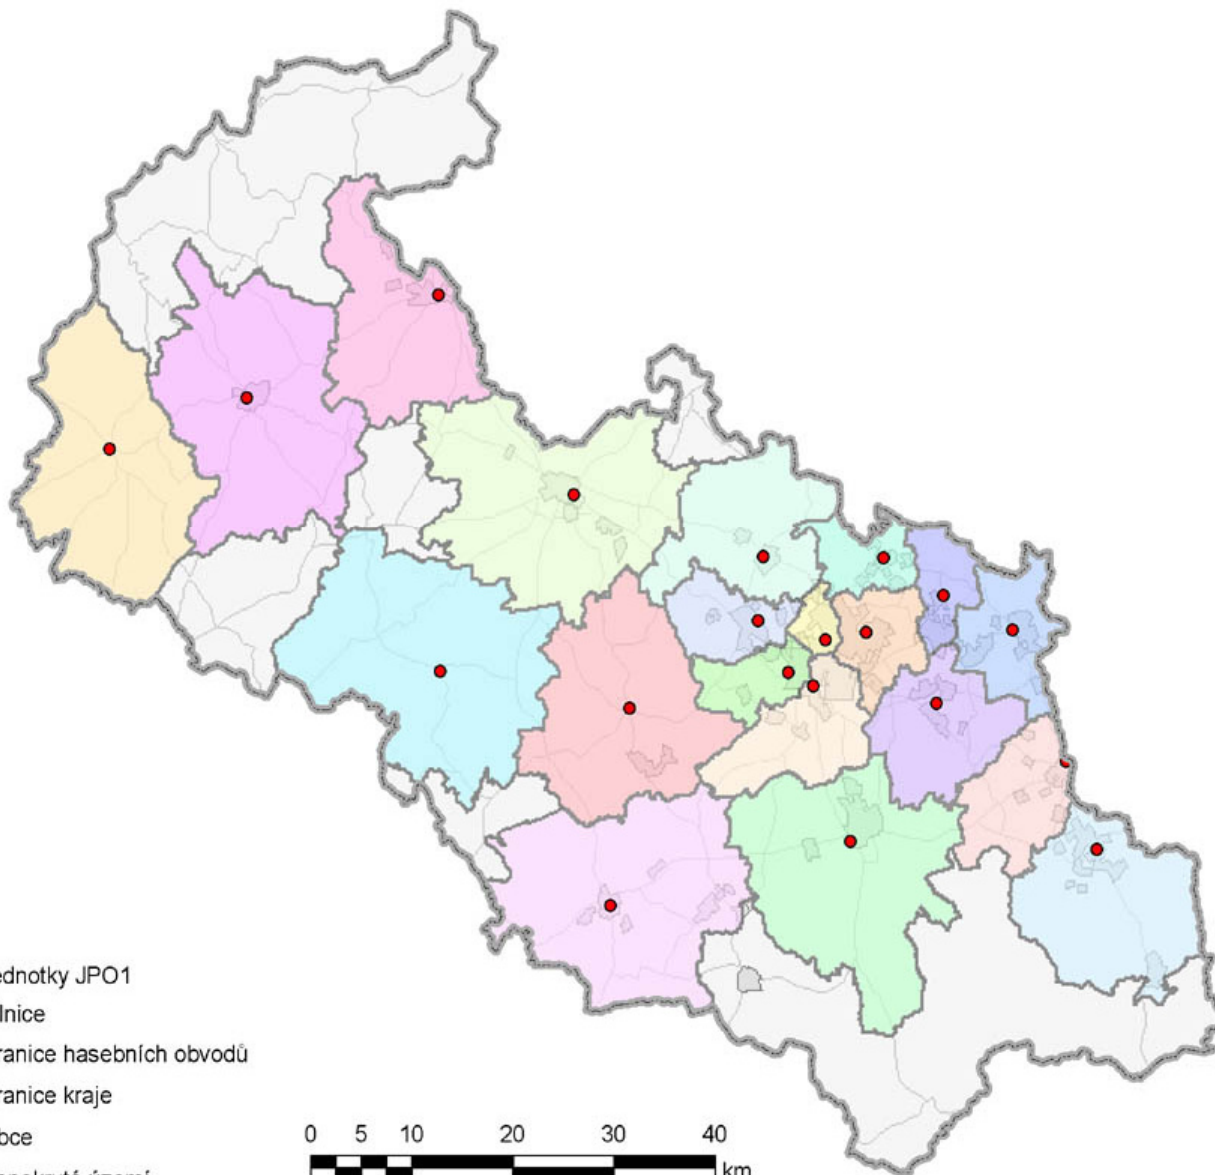 ednotky JPO1
lnice
ranice hasebních obvodů
ranice kraje
bce
0 5 10 20 30 40
km